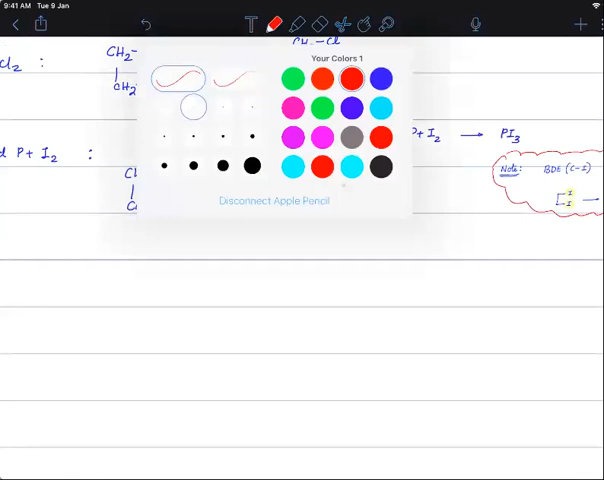 9:41 AM Tue 9 Jan
T
CH₂–Cl
Cl₂ :
CH₂–
CH₂
Your Colors 1
P+I₂ → PI₃
P+ I₂ :
Note: BDE (C–I)
I
I →
Disconnect Apple Pencil